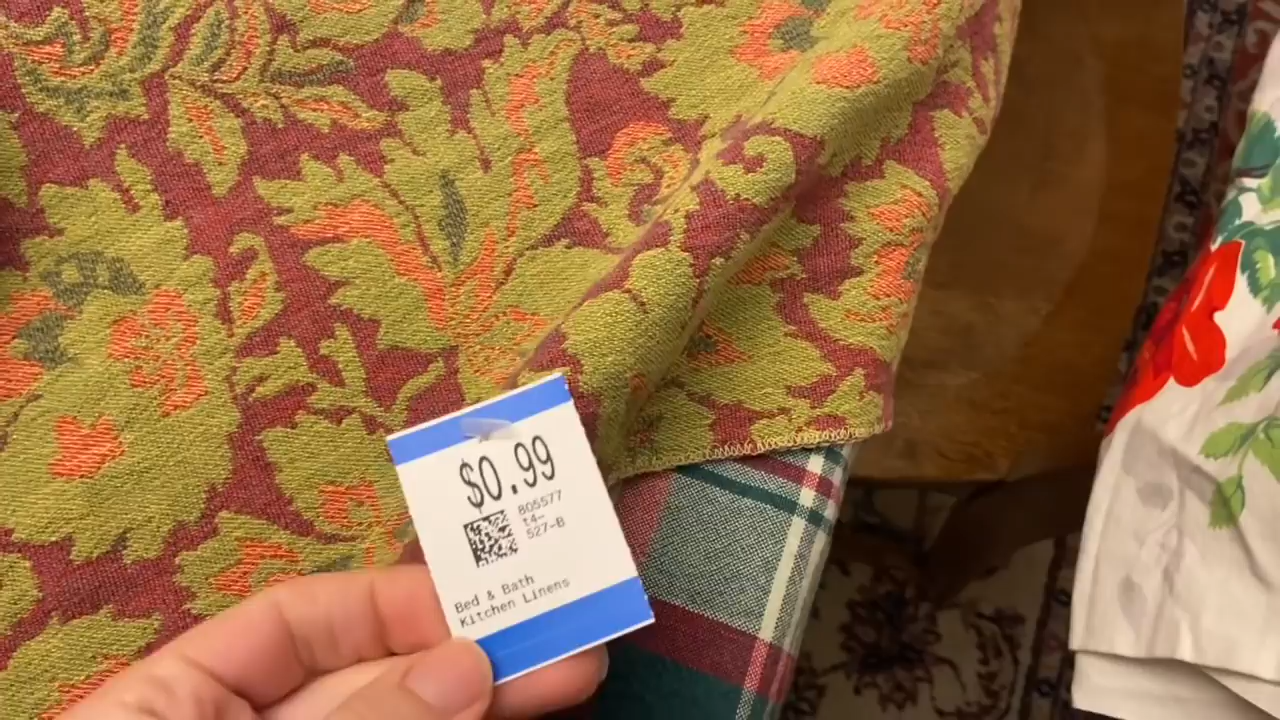 $0.99
805577
t4-
527-B
Bed & Bath
Kitchen Linens